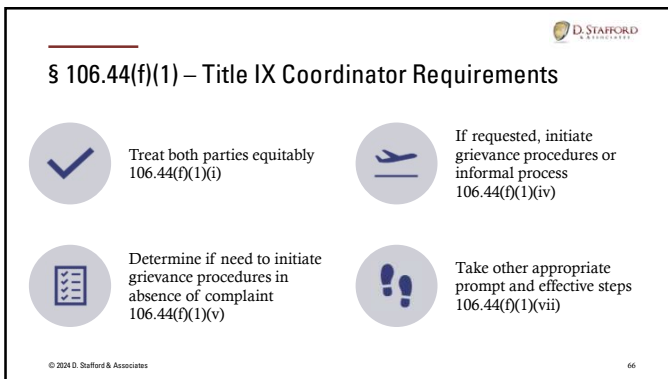 D. STAFFORD
& ASSOCIATES
§ 106.44(f)(1) – Title IX Coordinator Requirements
Treat both parties equitably
106.44(f)(1)(i)
If requested, initiate
grievance procedures or
informal process
106.44(f)(1)(iv)
Determine if need to initiate
grievance procedures in
absence of complaint
106.44(f)(1)(v)
Take other appropriate
prompt and effective steps
106.44(f)(1)(vii)
© 2024 D. Stafford & Associates
66